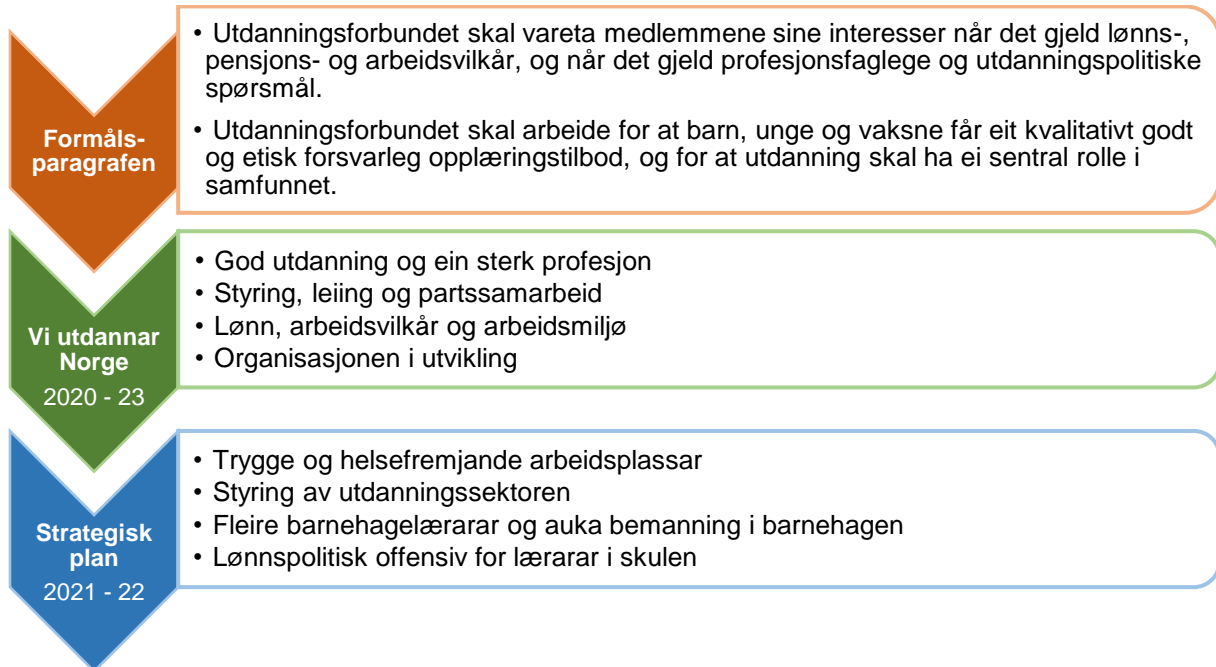 Formåls-
paragrafen
• Utdanningsforbundet skal vareta medlemmene sine interesser når det gjeld lønns-,
pensjons- og arbeidsvilkår, og når det gjeld profesjonsfaglege og utdanningspolitiske
spørsmål.
• Utdanningsforbundet skal arbeide for at barn, unge og vaksne får eit kvalitativt godt
og etisk forsvarleg opplæringstilbod, og for at utdanning skal ha ei sentral rolle i
samfunnet.
Vi utdannar
Norge
2020 - 23
• God utdanning og ein sterk profesjon
• Styring, leiing og partssamarbeid
• Lønn, arbeidsvilkår og arbeidsmiljø
• Organisasjonen i utvikling
Strategisk
plan
2021 - 22
• Trygge og helsefremjande arbeidsplassar
• Styring av utdanningssektoren
• Fleire barnehagelærarar og auka bemanning i barnehagen
• Lønnspolitisk offensiv for lærarar i skulen